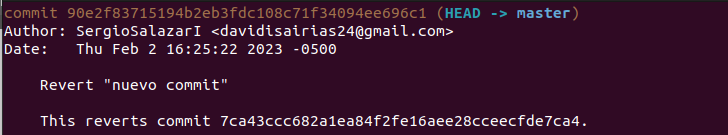 commit 90e2f83715194b2eb3fdc108c71f34094ee696c1 (HEAD -> master)
Author: SergioSalazarI <davidisairias24@gmail.com>
Date:   Thu Feb 2 16:25:22 2023 -0500
    Revert "nuevo commit"
    This reverts commit 7ca43ccc682a1ea84f2fe16aee28cceecfde7ca4.